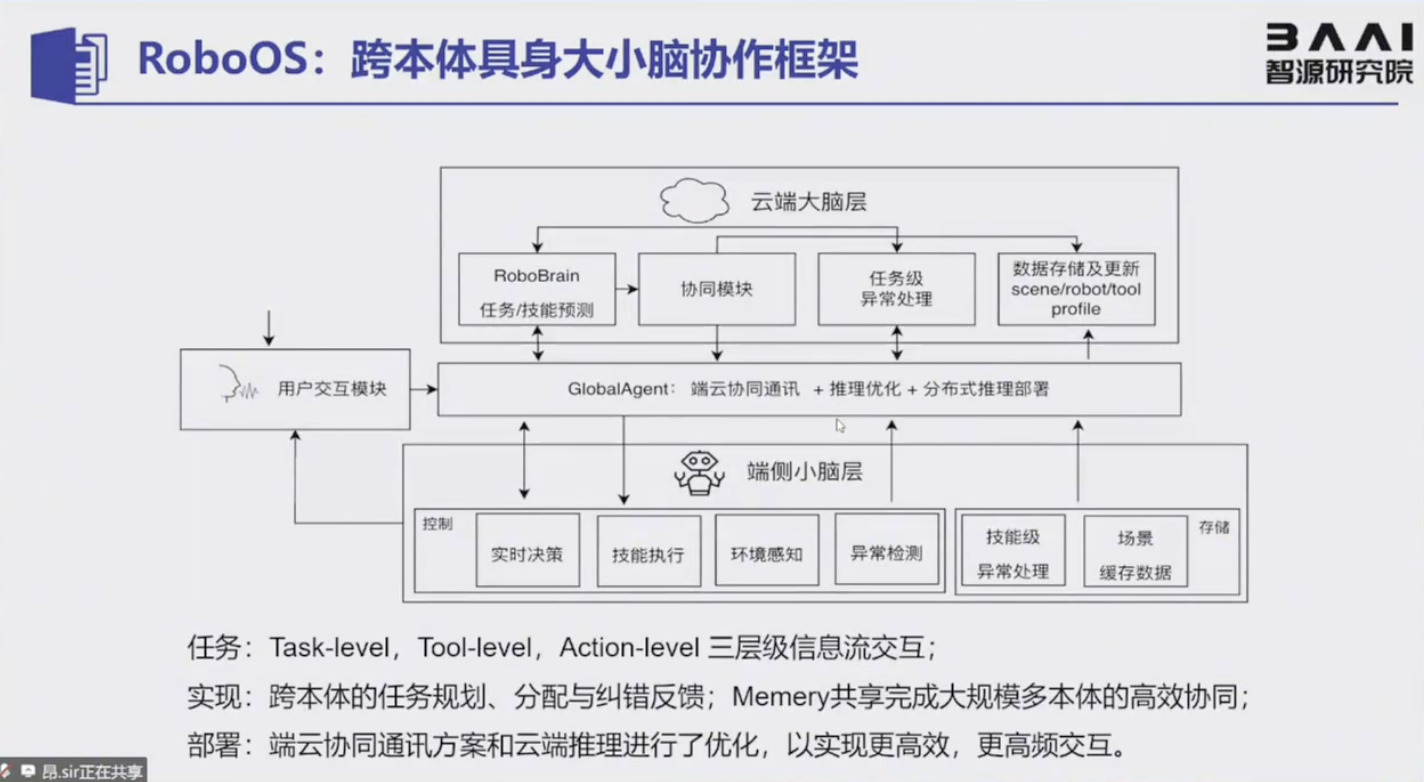 RoboOS：跨本体具身大小脑协作框架
BAAI
智源研究院
云端大脑层
RoboBrain
任务/技能预测
协同模块
任务级
异常处理
数据存储及更新
scene/robot/tool
profile
用户交互模块
GlobalAgent： 端云协同通讯 + 推理优化 + 分布式推理部署
端侧小脑层
控制
实时决策
技能执行
环境感知
异常检测
技能级
异常处理
场景
缓存数据
存储
任务：Task-level，Tool-level，Action-level 三层级信息流交互；
实现：跨本体的任务规划、分配与纠错反馈；Memery共享完成大规模多本体的高效协同；
部署：端云协同通讯方案和云端推理进行了优化，以实现更高效，更高频交互。
昂.sir正在共享